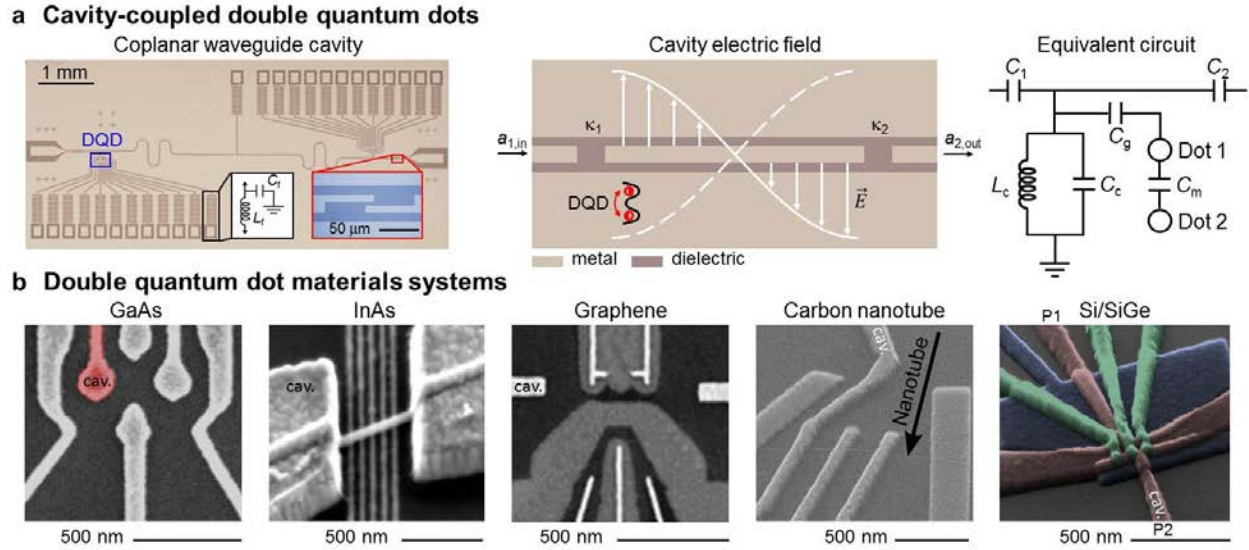 a Cavity-coupled double quantum dots
Coplanar waveguide cavity
Cavity electric field
Equivalent circuit
1 mm
DQD
C_f
L_f
50 μm
a_1,in
κ_1
κ_2
a_2,out
DQD
E
metal
dielectric
C_1
C_2
C_g
Dot 1
L_c
C_c
C_m
Dot 2
b Double quantum dot materials systems
GaAs
InAs
Graphene
Carbon nanotube
Si/SiGe
cav.
cav.
cav.
cav.
Nanotube
P1
cav.
P2
500 nm
500 nm
500 nm
500 nm
500 nm